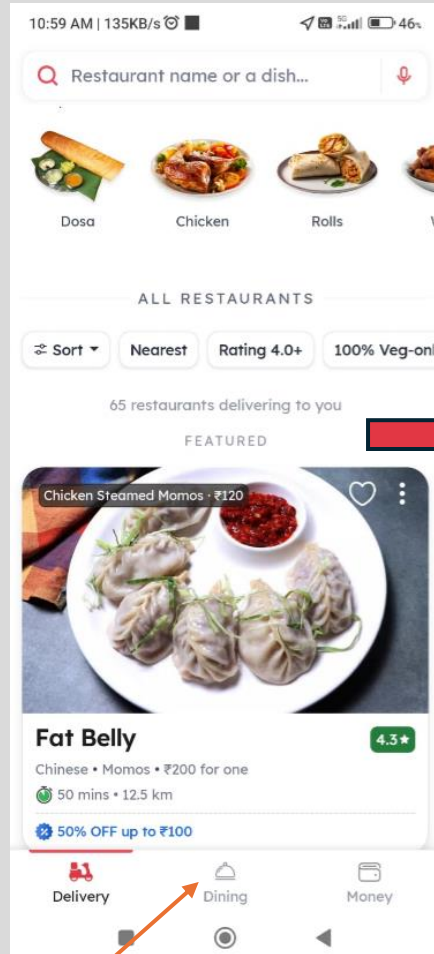 10:59 AM | 135KB/s 5G 46%
Restaurant name or a dish...
Dosa Chicken Rolls
ALL RESTAURANTS
Sort Nearest Rating 4.0+ 100% Veg-onl
65 restaurants delivering to you
FEATURED
Chicken Steamed Momos · ₹120
Fat Belly 4.3★
Chinese • Momos • ₹200 for one
50 mins • 12.5 km
50% OFF up to ₹100
Delivery Dining Money